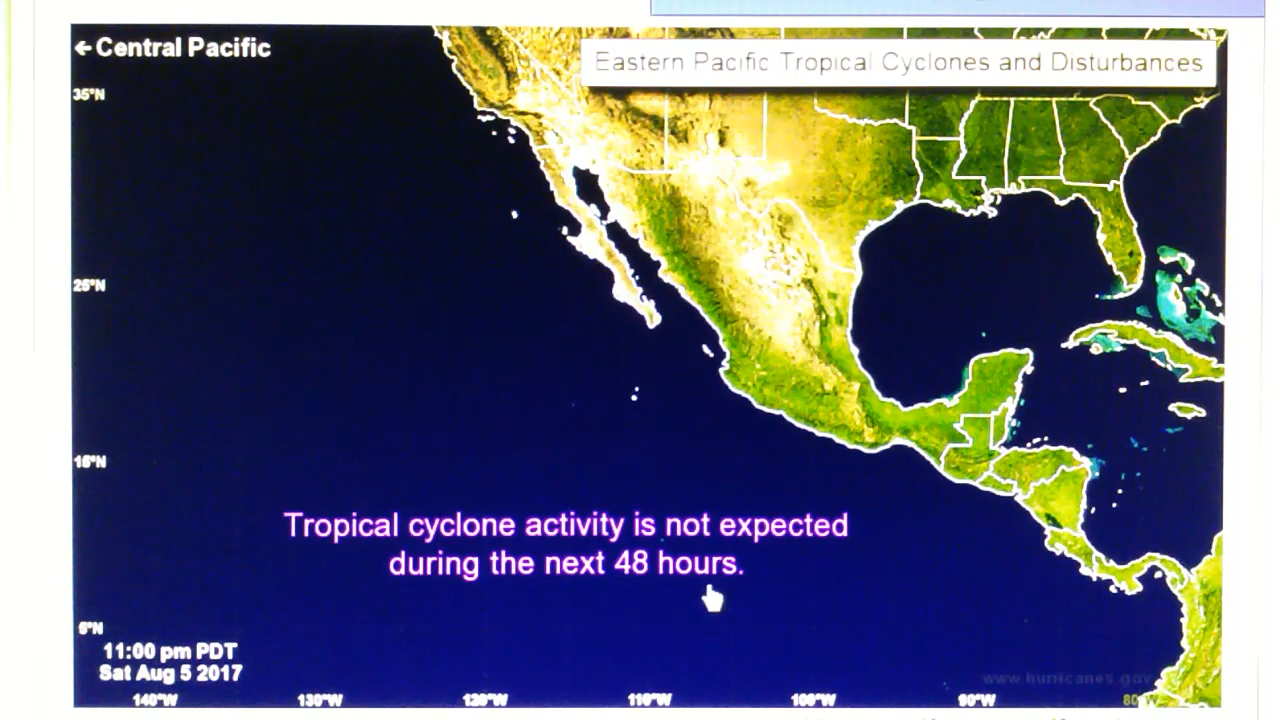 ←Central Pacific
Eastern Pacific Tropical Cyclones and Disturbances
35°N
25°N
15°N
Tropical cyclone activity is not expected
during the next 48 hours.
5°N
11:00 pm PDT
Sat Aug 5 2017
www.hurricanes.gov
140°W 130°W 120°W 110°W 100°W 90°W 80°W